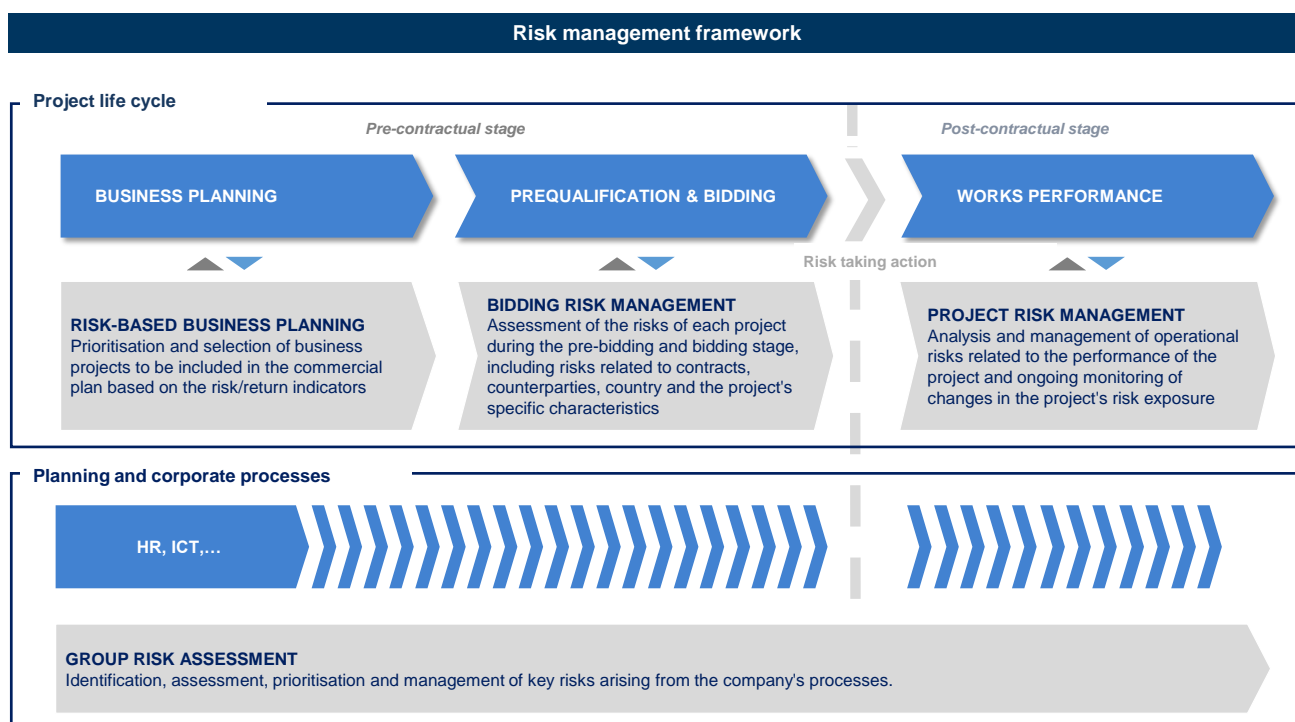 Risk management framework
Project life cycle
Pre-contractual stage
Post-contractual stage
BUSINESS PLANNING
PREQUALIFICATION & BIDDING
WORKS PERFORMANCE
Risk taking action
RISK-BASED BUSINESS PLANNING
Prioritisation and selection of business
projects to be included in the commercial
plan based on the risk/return indicators
BIDDING RISK MANAGEMENT
Assessment of the risks of each project
during the pre-bidding and bidding stage,
including risks related to contracts,
counterparties, country and the project's
specific characteristics
PROJECT RISK MANAGEMENT
Analysis and management of operational
risks related to the performance of the
project and ongoing monitoring of
changes in the project's risk exposure
Planning and corporate processes
HR, ICT,…
GROUP RISK ASSESSMENT
Identification, assessment, prioritisation and management of key risks arising from the company's processes.